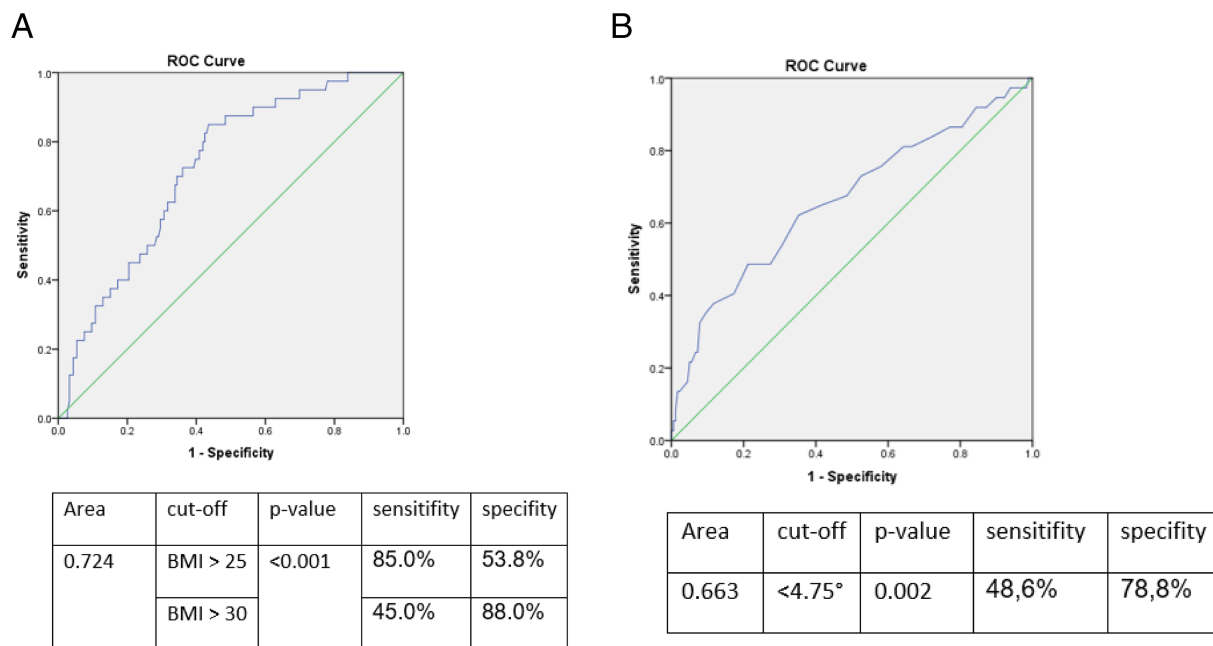 A
ROC Curve
1.0
0.8
0.6
0.4
0.2
0.0
Sensitivity
0.0 0.2 0.4 0.6 0.8 1.0
1 - Specificity
Area cut-off p-value sensitifity specifity
0.724 BMI > 25 <0.001 85.0% 53.8%
BMI > 30 45.0% 88.0%
B
ROC Curve
1.0
0.8
0.6
0.4
0.2
0.0
Sensitivity
0.0 0.2 0.4 0.6 0.8 1.0
1 - Specificity
Area cut-off p-value sensitifity specifity
0.663 <4.75° 0.002 48,6% 78,8%